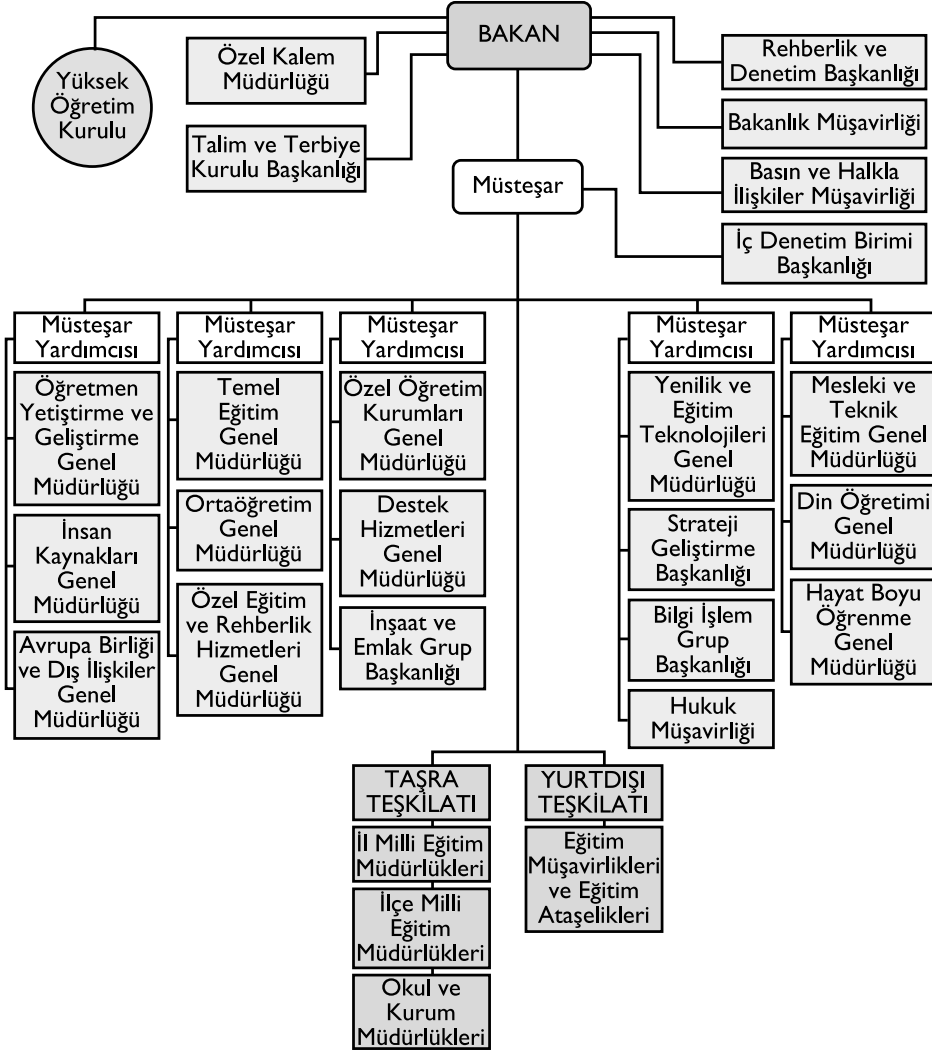 BAKAN
Yüksek
Öğretim
Kurulu
Özel Kalem
Müdürlüğü
Talim ve Terbiye
Kurulu Başkanlığı
Rehberlik ve
Denetim Başkanlığı
Bakanlık Müşavirliği
Basın ve Halkla
İlişkiler Müşavirliği
Müsteşar
İç Denetim Birimi
Başkanlığı
Müsteşar
Yardımcısı
Öğretmen
Yetiştirme ve
Geliştirme
Genel
Müdürlüğü
İnsan
Kaynakları
Genel
Müdürlüğü
Avrupa Birliği
ve Dış İlişkiler
Genel
Müdürlüğü
Müsteşar
Yardımcısı
Temel
Eğitim
Genel
Müdürlüğü
Ortaöğretim
Genel
Müdürlüğü
Özel Eğitim
ve Rehberlik
Hizmetleri
Genel
Müdürlüğü
Müsteşar
Yardımcısı
Özel Öğretim
Kurumları
Genel
Müdürlüğü
Destek
Hizmetleri
Genel
Müdürlüğü
İnşaat ve
Emlak Grup
Başkanlığı
Müsteşar
Yardımcısı
Yenilik ve
Eğitim
Teknolojileri
Genel
Müdürlüğü
Strateji
Geliştirme
Başkanlığı
Bilgi İşlem
Grup
Başkanlığı
Hukuk
Müşavirliği
Müsteşar
Yardımcısı
Mesleki ve
Teknik
Eğitim Genel
Müdürlüğü
Din Öğretimi
Genel
Müdürlüğü
Hayat Boyu
Öğrenme
Genel
Müdürlüğü
TAŞRA
TEŞKİLATI
İl Milli Eğitim
Müdürlükleri
İlçe Milli
Eğitim
Müdürlükleri
Okul ve
Kurum
Müdürlükleri
YURTDIŞI
TEŞKİLATI
Eğitim
Müşavirlikleri
ve Eğitim
Ataşelikleri